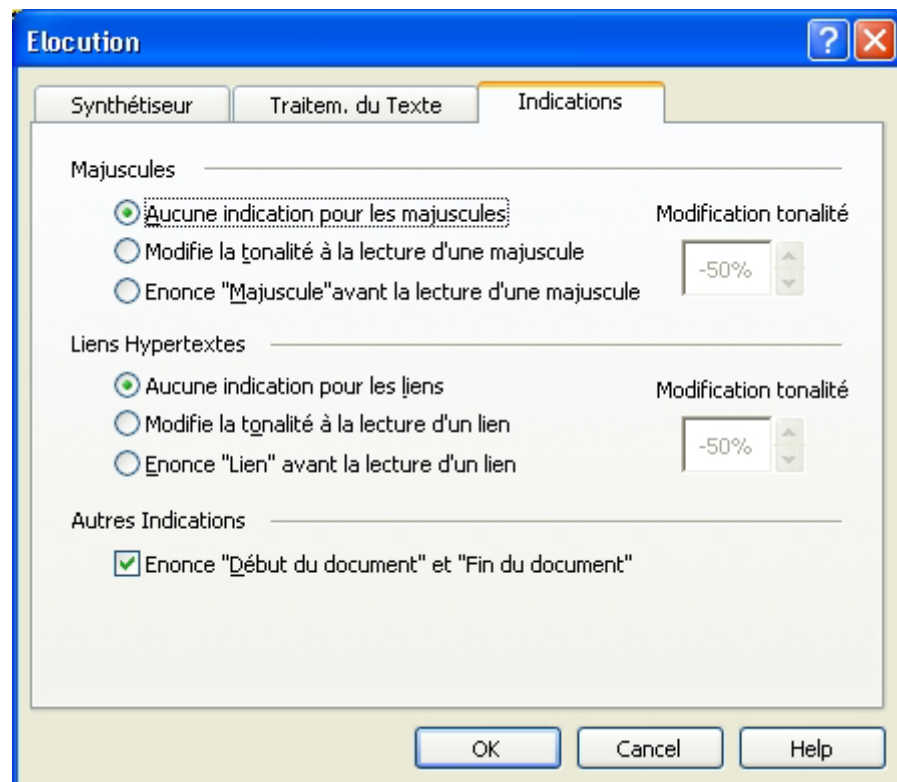 Elocution
Synthétiseur Traitem. du Texte Indications
Majuscules
Aucune indication pour les majuscules Modification tonalité
Modifie la tonalité à la lecture d'une majuscule -50%
Enonce "Majuscule"avant la lecture d'une majuscule
Liens Hypertextes
Aucune indication pour les liens Modification tonalité
Modifie la tonalité à la lecture d'un lien -50%
Enonce "Lien" avant la lecture d'un lien
Autres Indications
Enonce "Début du document" et "Fin du document"
OK Cancel Help